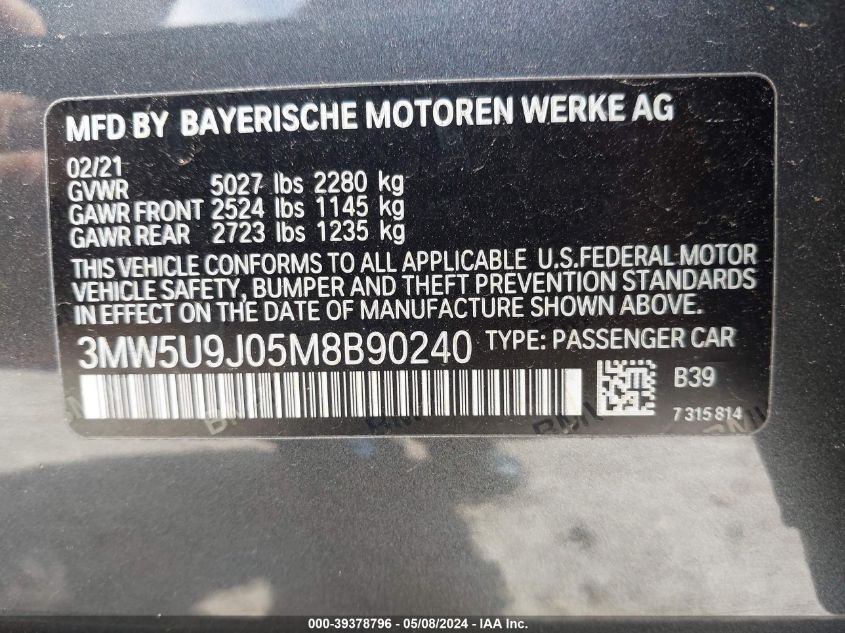 MFD BY BAYERISCHE MOTOREN WERKE AG
02/21
GVWR 5027 lbs 2280 kg
GAWR FRONT 2524 lbs 1145 kg
GAWR REAR 2723 lbs 1235 kg
THIS VEHICLE CONFORMS TO ALL APPLICABLE U.S.FEDERAL MOTOR
VEHICLE SAFETY, BUMPER AND THEFT PREVENTION STANDARDS
IN EFFECT ON THE DATE OF MANUFACTURE SHOWN ABOVE.
3MW5U9J05M8B90240 TYPE: PASSENGER CAR
B39
7 315 814
000-39378796 - 05/08/2024 - IAA Inc.